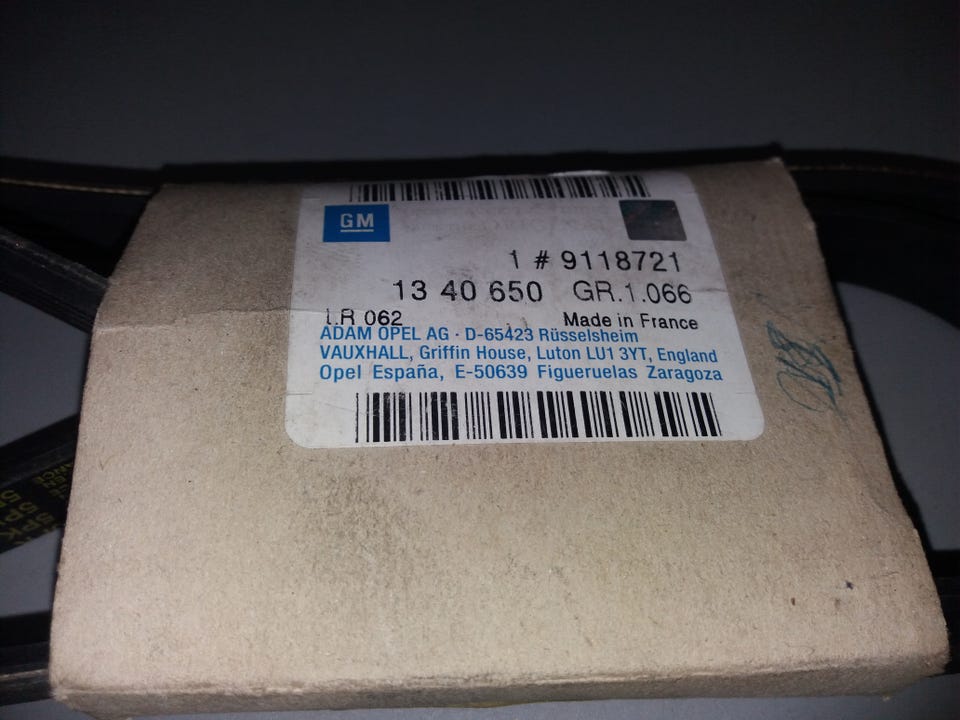 GM
1 # 9118721
13 40 650 GR.1.066
LR 062 Made in France
ADAM OPEL AG · D-65423 Rüsselsheim
VAUXHALL, Griffin House, Luton LU1 3YT, England
Opel España, E-50639 Figueruelas Zaragoza
5PK